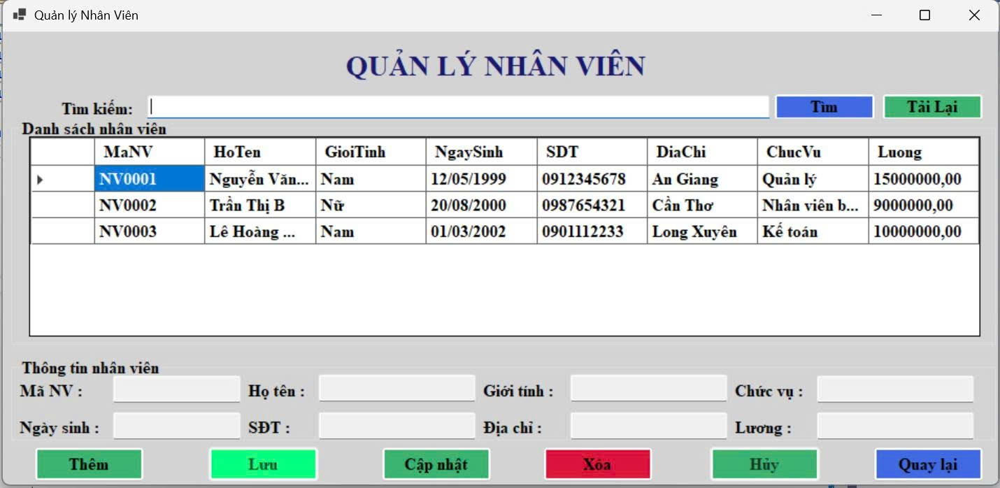 Quản lý Nhân Viên
QUẢN LÝ NHÂN VIÊN
Tìm kiếm: Tìm Tải Lại
Danh sách nhân viên
MaNV HoTen GioiTinh NgaySinh SDT DiaChi ChucVu Luong
NV0001 Nguyễn Văn... Nam 12/05/1999 0912345678 An Giang Quản lý 15000000,00
NV0002 Trần Thị B Nữ 20/08/2000 0987654321 Cần Thơ Nhân viên b... 9000000,00
NV0003 Lê Hoàng ... Nam 01/03/2002 0901112233 Long Xuyên Kế toán 10000000,00
Thông tin nhân viên
Mã NV : Họ tên : Giới tính : Chức vụ :
Ngày sinh : SĐT : Địa chỉ : Lương :
Thêm Lưu Cập nhật Xóa Hủy Quay lại